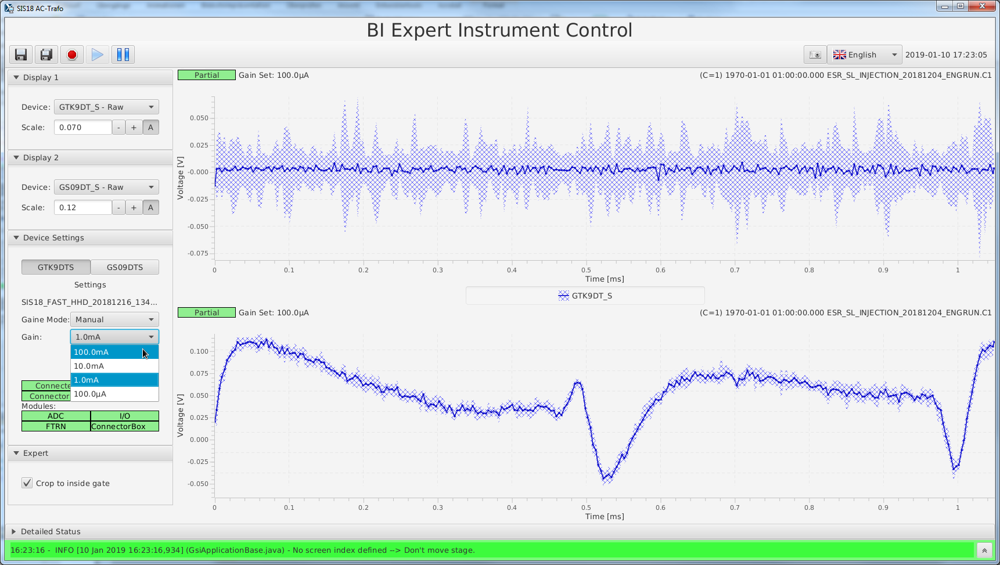 SIS18 AC-Trafo
BI Expert Instrument Control
English
2019-01-10 17:23:05
Display 1
Device: GTK9DT_S - Raw
Scale: 0.070 - + A
Display 2
Device: GS09DT_S - Raw
Scale: 0.12 - + A
Device Settings
GTK9DTS GS09DTS
Settings
SIS18_FAST_HHD_20181216_134...
Gaine Mode: Manual
Gain: 1.0mA
100.0mA
10.0mA
1.0mA
100.0µA
Connecte
Connector
Modules:
ADC I/O
FTRN ConnectorBox
Expert
Crop to inside gate
Partial Gain Set: 100.0µA (C=1) 1970-01-01 01:00:00.000 ESR_SL_INJECTION_20181204_ENGRUN.C1
Voltage [V]
0.050
0.025
-0.000
-0.025
-0.050
-0.075
0 0.1 0.2 0.3 0.4 0.5 0.6 0.7 0.8 0.9 1
Time [ms]
GTK9DT_S
Partial Gain Set: 100.0µA (C=1) 1970-01-01 01:00:00.000 ESR_SL_INJECTION_20181204_ENGRUN.C1
Voltage [V]
0.100
0.075
0.050
0.025
0.000
-0.025
-0.050
0 0.1 0.2 0.3 0.4 0.5 0.6 0.7 0.8 0.9 1
Time [ms]
Detailed Status
16:23:16 - INFO [10 Jan 2019 16:23:16,934] (GsiApplicationBase.java) - No screen index defined --> Don't move stage.